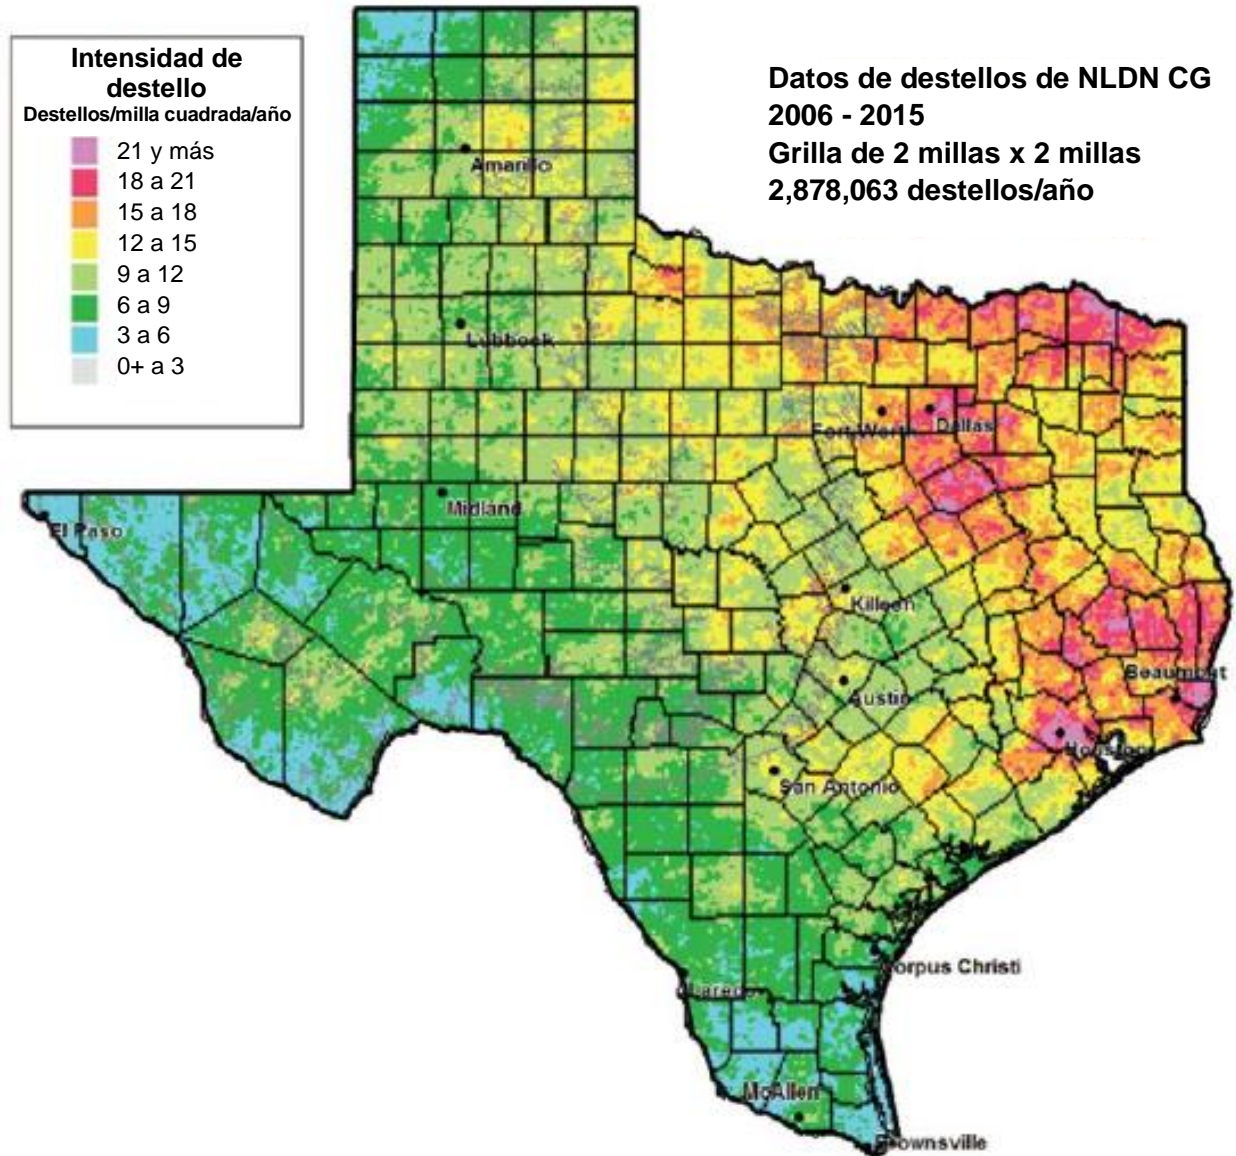 Intensidad de
destello
Destellos/milla cuadrada/año
21 y más
18 a 21
15 a 18
12 a 15
9 a 12
6 a 9
3 a 6
0+ a 3
Datos de destellos de NLDN CG
2006 - 2015
Grilla de 2 millas x 2 millas
2,878,063 destellos/año
Amarillo
Lubbock
Fort Worth
Dallas
Midland
El Paso
Killeen
Beaumont
Austin
Houston
San Antonio
Corpus Christi
Laredo
McAllen
Brownsville